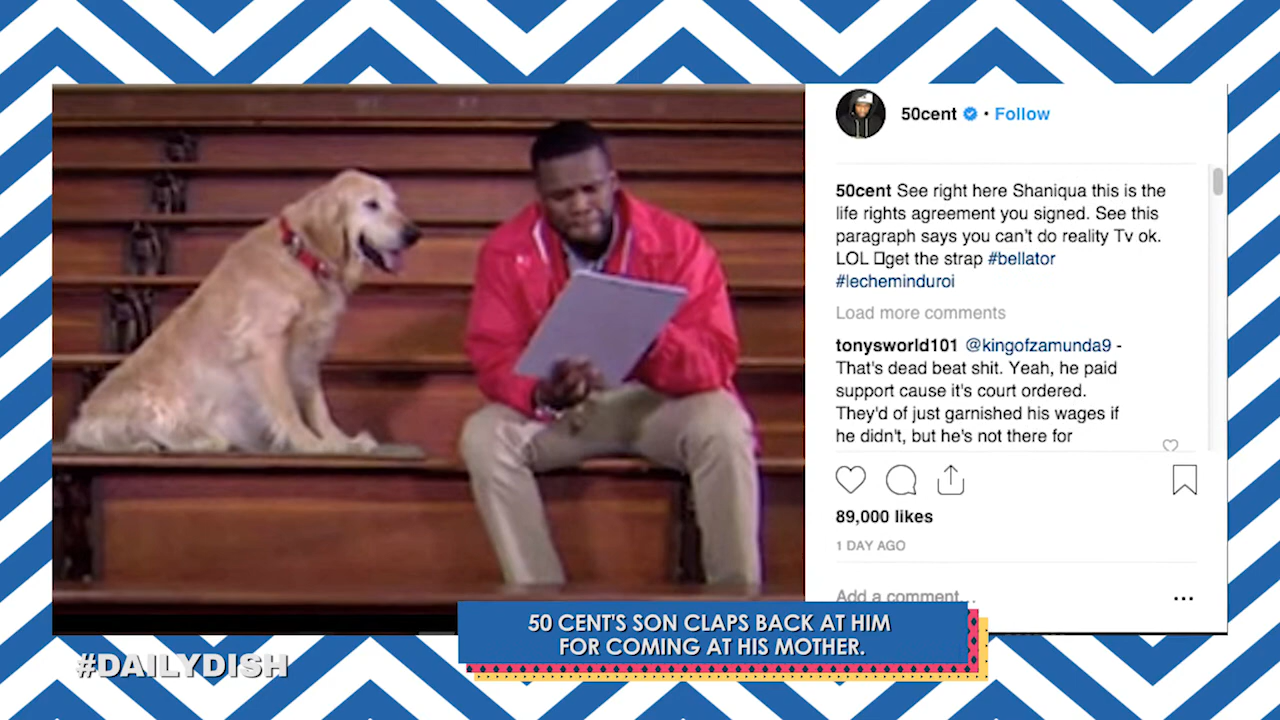 50cent • Follow
50cent See right here Shaniqua this is the
life rights agreement you signed. See this
paragraph says you can't do reality Tv ok.
LOL get the strap #bellator
#lecheminduroi
Load more comments
tonysworld101 @kingofzamunda9 -
That's dead beat shit. Yeah, he paid
support cause it's court ordered.
They'd of just garnished his wages if
he didn't, but he's not there for
89,000 likes
1 DAY AGO
Add a comment...
50 CENT'S SON CLAPS BACK AT HIM
FOR COMING AT HIS MOTHER.
#DAILYDISH